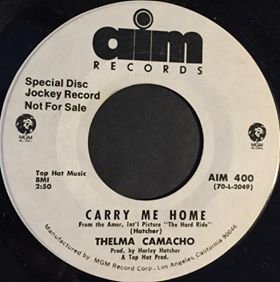 aim
RECORDS
Special Disc
Jockey Record
Not For Sale
MGM
MGM
Top Hat Music
BMI
2:50
AIM 400
(70-L-2049)
CARRY ME HOME
From the Amer. Int'l Picture "The Hard Ride"
(Hatcher)
THELMA CAMACHO
Prod. by Harley Hatcher
A Top Hat Prod.
Manufactured by MGM Record Corp., Los Angeles, California 90046